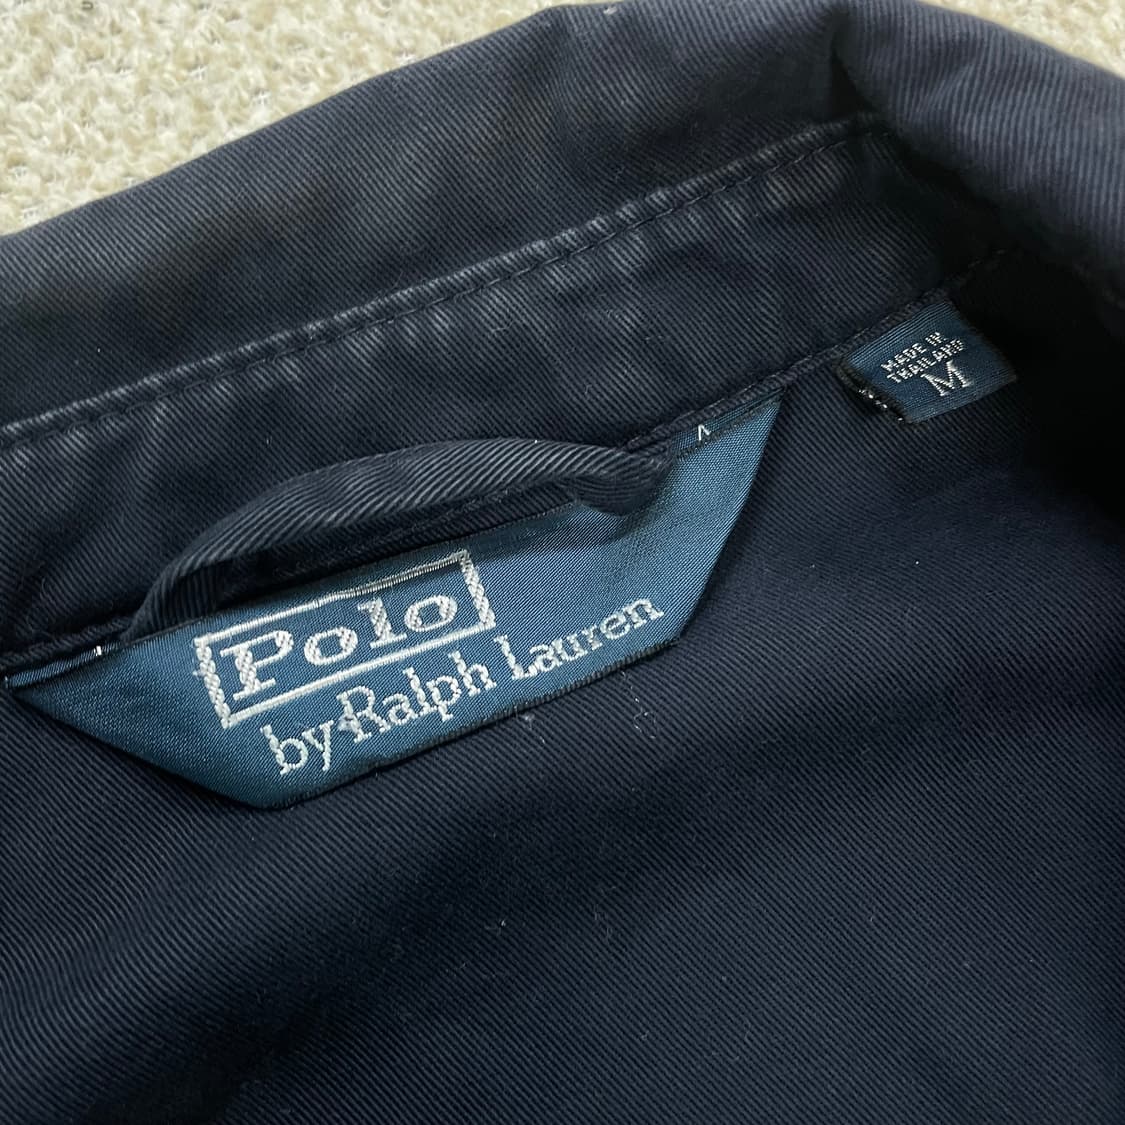 MADE IN
THAILAND
M
Polo
by Ralph Lauren